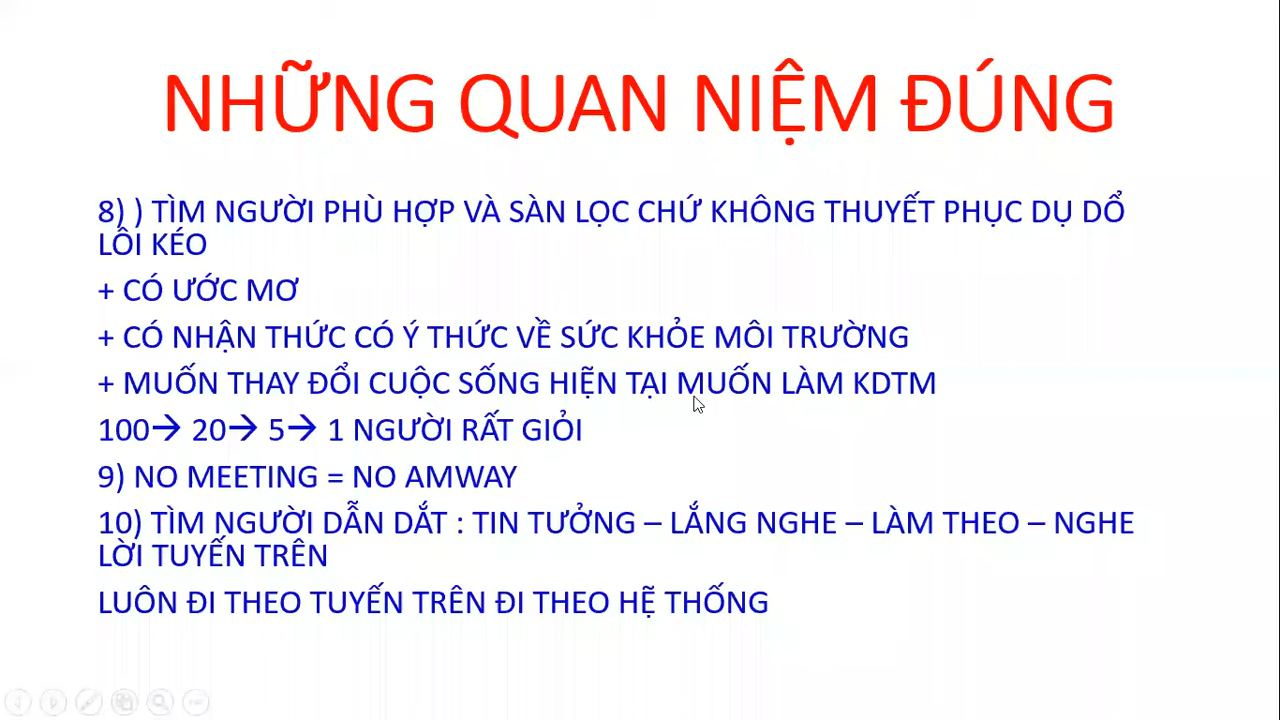 NHỮNG QUAN NIỆM ĐÚNG
8) ) TÌM NGƯỜI PHÙ HỢP VÀ SÀN LỌC CHỨ KHÔNG THUYẾT PHỤC DỤ DỔ
LÔI KÉO
+ CÓ ƯỚC MƠ
+ CÓ NHẬN THỨC CÓ Ý THỨC VỀ SỨC KHỎE MÔI TRƯỜNG
+ MUỐN THAY ĐỔI CUỘC SỐNG HIỆN TẠI MUỐN LÀM KDTM
100→ 20→ 5→ 1 NGƯỜI RẤT GIỎI
9) NO MEETING = NO AMWAY
10) TÌM NGƯỜI DẪN DẮT : TIN TƯỞNG – LẮNG NGHE – LÀM THEO – NGHE
LỜI TUYẾN TRÊN
LUÔN ĐI THEO TUYẾN TRÊN ĐI THEO HỆ THỐNG